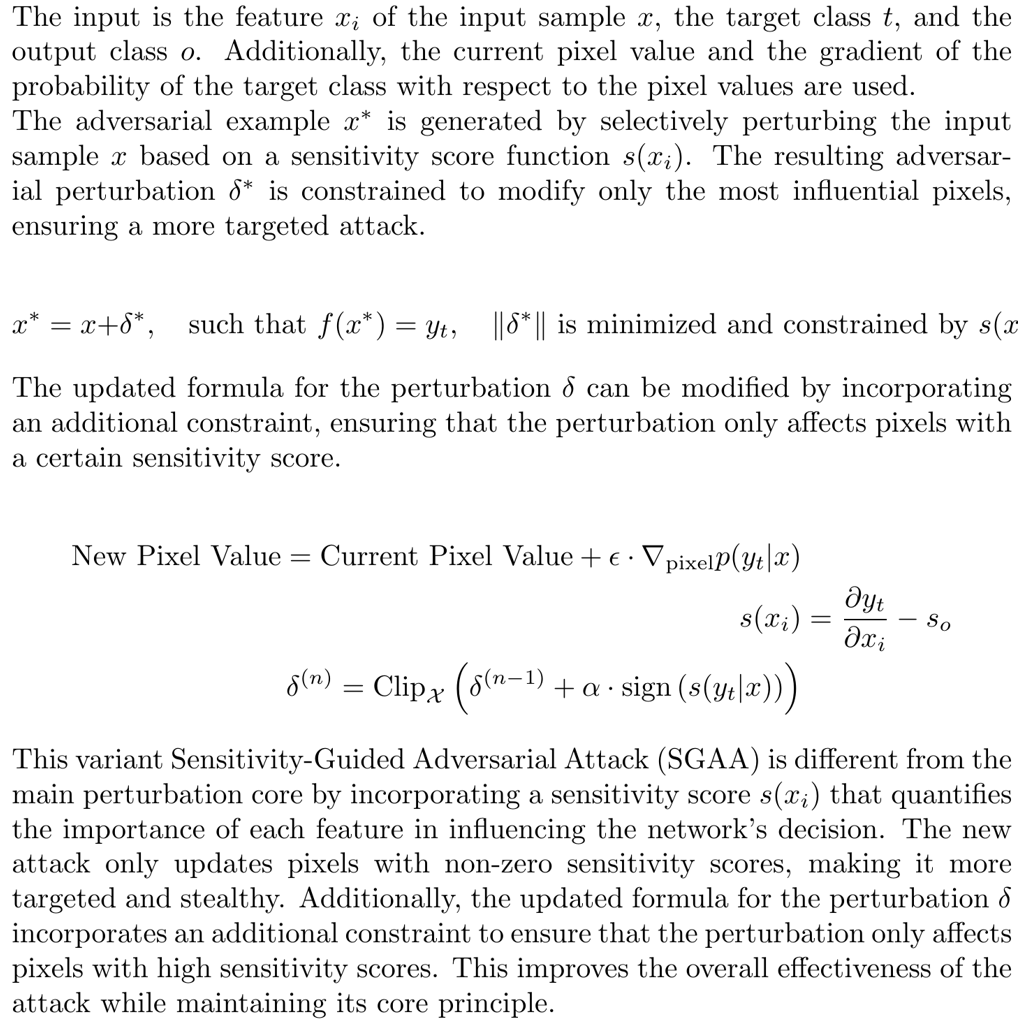 The input is the feature $x_i$ of the input sample $x$, the target class $t$, and the
output class $o$. Additionally, the current pixel value and the gradient of the
probability of the target class with respect to the pixel values are used.
The adversarial example $x^*$ is generated by selectively perturbing the input
sample $x$ based on a sensitivity score function $s(x_i)$. The resulting adversar-
ial perturbation $\delta^*$ is constrained to modify only the most influential pixels,
ensuring a more targeted attack.
$x^* = x + \delta^*, \quad \text{such that } f(x^*) = y_t, \quad \|\delta^*\| \text{ is minimized and constrained by } s(x$
The updated formula for the perturbation $\delta$ can be modified by incorporating
an additional constraint, ensuring that the perturbation only affects pixels with
a certain sensitivity score.
$\text{New Pixel Value} = \text{Current Pixel Value} + \epsilon \cdot \nabla_{\text{pixel}} p(y_t|x)$
$s(x_i) = \frac{\partial y_t}{\partial x_i} - s_o$
$\delta^{(n)} = \text{Clip}_{\mathcal{X}} \left( \delta^{(n-1)} + \alpha \cdot \text{sign}\left(s(y_t|x)\right) \right)$
This variant Sensitivity-Guided Adversarial Attack (SGAA) is different from the
main perturbation core by incorporating a sensitivity score $s(x_i)$ that quantifies
the importance of each feature in influencing the network's decision. The new
attack only updates pixels with non-zero sensitivity scores, making it more
targeted and stealthy. Additionally, the updated formula for the perturbation $\delta$
incorporates an additional constraint to ensure that the perturbation only affects
pixels with high sensitivity scores. This improves the overall effectiveness of the
attack while maintaining its core principle.